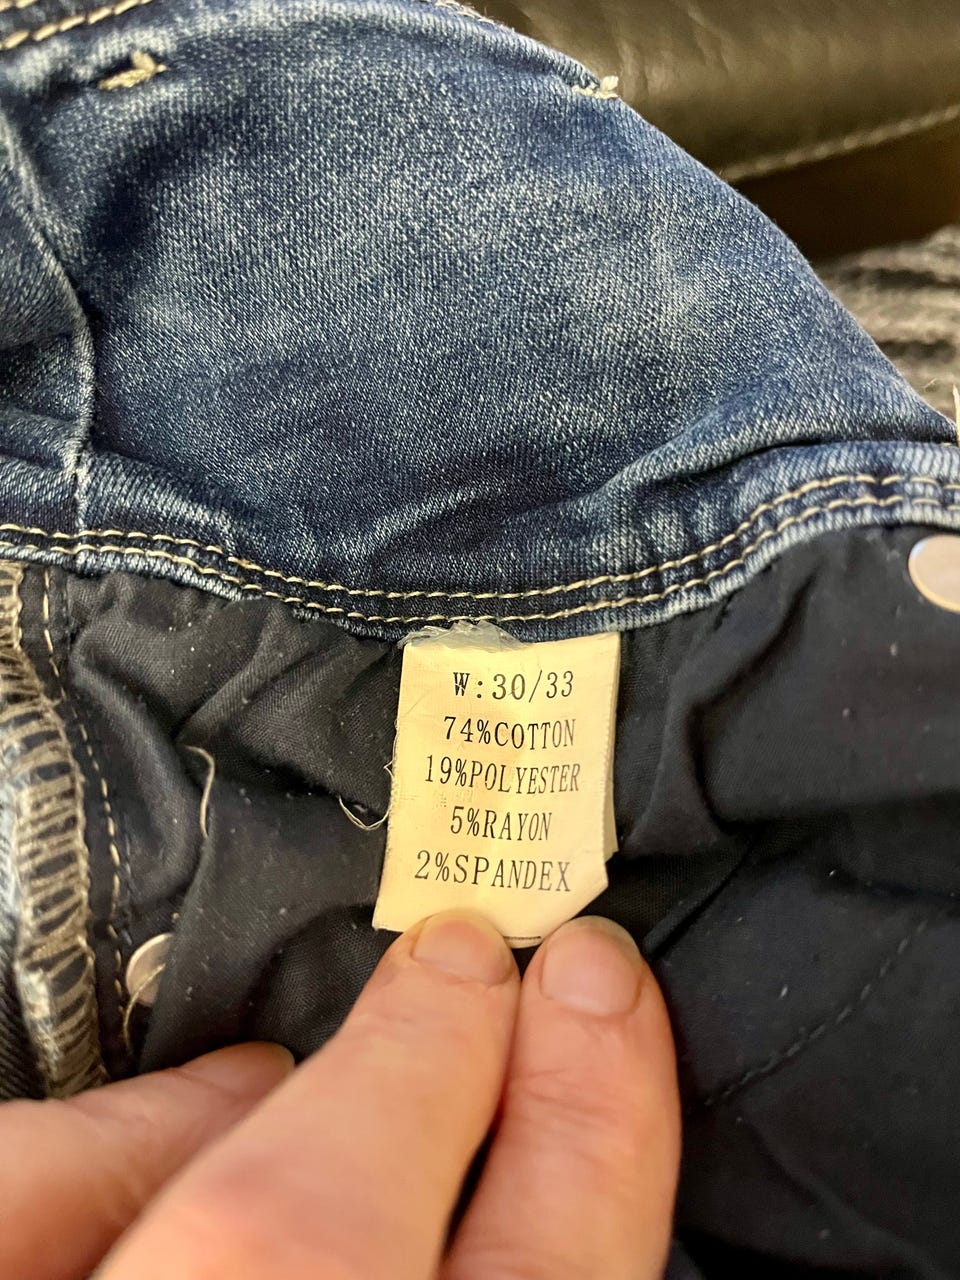 W:30/33
74%COTTON
19%POLYESTER
5%RAYON
2%SPANDEX